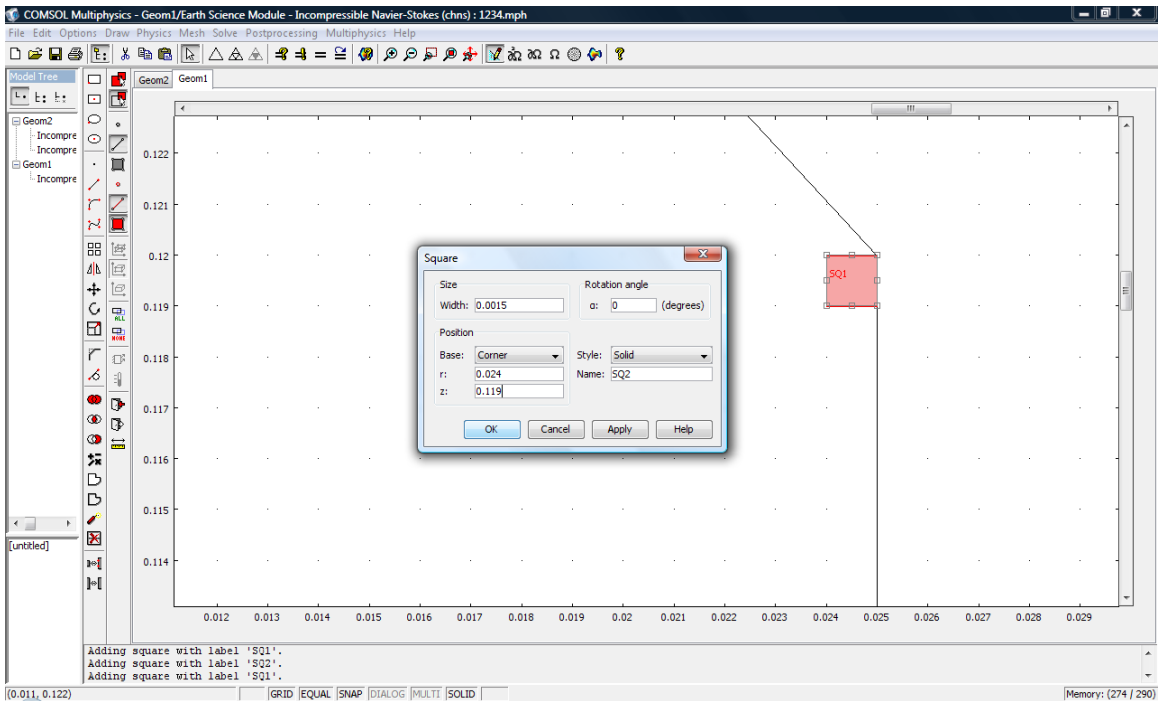 COMSOL Multiphysics - Geom1/Earth Science Module - Incompressible Navier-Stokes (chns) : 1234.mph
File Edit Options Draw Physics Mesh Solve Postprocessing Multiphysics Help
Model Tree
Geom2 Geom1
Geom2
Incompre
Incompre
Geom1
Incompre
ALL
NONE
[untitled]
0.122
0.121
0.12
0.119
0.118
0.117
0.116
0.115
0.114
SQ1
0.012 0.013 0.014 0.015 0.016 0.017 0.018 0.019 0.02 0.021 0.022 0.023 0.024 0.025 0.026 0.027 0.028 0.029
Square
Size
Width: 0.0015
Rotation angle
α: 0 (degrees)
Position
Base: Corner
Style: Solid
r: 0.024
Name: SQ2
z: 0.119
OK Cancel Apply Help
Adding square with label 'SQ1'.
Adding square with label 'SQ2'.
Adding square with label 'SQ1'.
(0.011, 0.122) GRID EQUAL SNAP DIALOG MULTI SOLID Memory: (274 / 290)